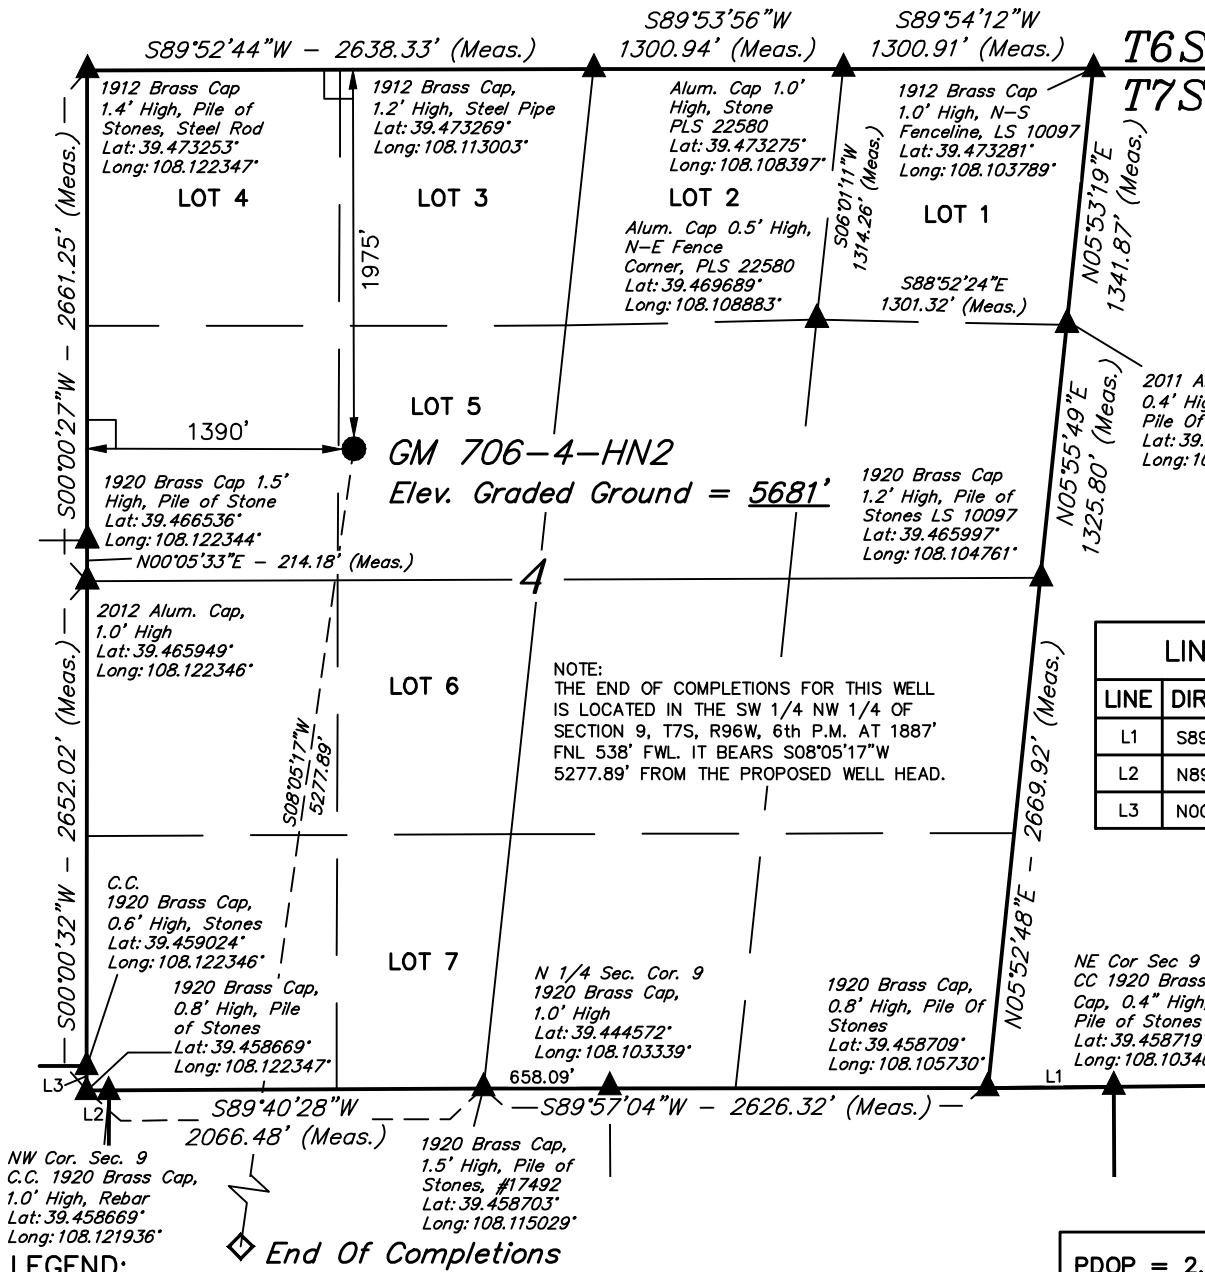 S89°52'44"W – 2638.33' (Meas.)
S89°53'56"W
1300.94' (Meas.)
S89°54'12"W
1300.91' (Meas.)
T6S
T7S
1912 Brass Cap
1.4' High, Pile of
Stones, Steel Rod
Lat: 39.473253°
Long: 108.122347°
1912 Brass Cap,
1.2' High, Steel Pipe
Lat: 39.473269°
Long: 108.113003°
Alum. Cap 1.0'
High, Stone
PLS 22580
Lat: 39.473275°
Long: 108.108397°
1912 Brass Cap
1.0' High, N–S
Fenceline, LS 10097
Lat: 39.473281°
Long: 108.103789°
LOT 4
LOT 3
LOT 2
LOT 1
S06°01'11"W
1314.26' (Meas.)
N05°53'19"E
1341.87' (Meas.)
S00°00'27"W – 2661.25' (Meas.)
1975'
Alum. Cap 0.5' High,
N–E Fence
Corner, PLS 22580
Lat: 39.469689°
Long: 108.108883°
S88°52'24"E
1301.32' (Meas.)
2011 A
0.4' Hig
Pile Of
Lat: 39.
Long: 10
N05°55'49"E
1325.80' (Meas.)
LOT 5
1390'
GM 706–4–HN2
Elev. Graded Ground = 5681'
1920 Brass Cap 1.5'
High, Pile of Stone
Lat: 39.466536°
Long: 108.122344°
1920 Brass Cap
1.2' High, Pile of
Stones LS 10097
Lat: 39.465997°
Long: 108.104761°
N00°05'33"E – 214.18' (Meas.)
4
2012 Alum. Cap,
1.0' High
Lat: 39.465949°
Long: 108.122346°
LOT 6
NOTE:
THE END OF COMPLETIONS FOR THIS WELL
IS LOCATED IN THE SW 1/4 NW 1/4 OF
SECTION 9, T7S, R96W, 6th P.M. AT 1887'
FNL 538' FWL. IT BEARS S08°05'17"W
5277.89' FROM THE PROPOSED WELL HEAD.
LIN
LINE DIR
L1 S89
L2 N89
L3 N00
S08°05'17"W
5277.89'
S00°00'32"W – 2652.02' (Meas.)
N05°52'48"E – 2669.92' (Meas.)
C.C.
1920 Brass Cap,
0.6' High, Stones
Lat: 39.459024°
Long: 108.122346°
LOT 7
1920 Brass Cap,
0.8' High, Pile
of Stones
Lat: 39.458669°
Long: 108.122347°
N 1/4 Sec. Cor. 9
1920 Brass Cap,
1.0' High
Lat: 39.444572°
Long: 108.103339°
1920 Brass Cap,
0.8' High, Pile Of
Stones
Lat: 39.458709°
Long: 108.105730°
NE Cor Sec 9
CC 1920 Brass
Cap, 0.4" High,
Pile of Stones
Lat: 39.458719°
Long: 108.10340
L3
L2
658.09'
L1
S89°40'28"W
2066.48' (Meas.)
S89°57'04"W – 2626.32' (Meas.)
NW Cor. Sec. 9
C.C. 1920 Brass Cap,
1.0' High, Rebar
Lat: 39.458669°
Long: 108.121936°
1920 Brass Cap,
1.5' High, Pile of
Stones, #17492
Lat: 39.458703°
Long: 108.115029°
End Of Completions
LEGEND:
PDOP = 2.